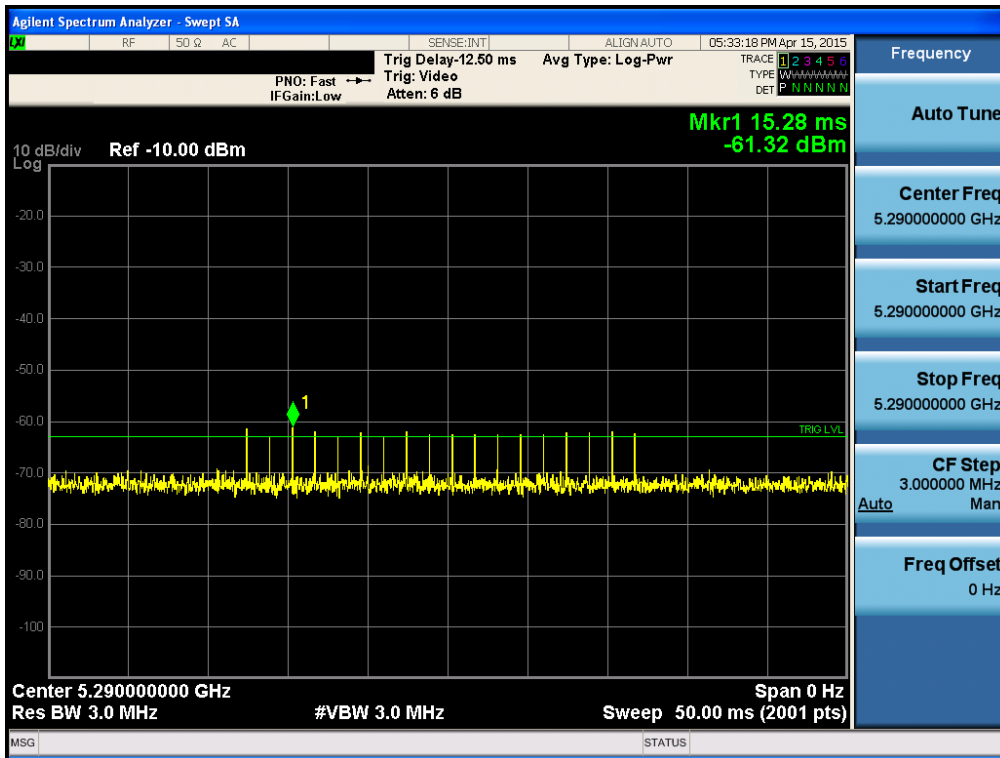 Agilent Spectrum Analyzer - Swept SA
LXI RF 50 Ω AC SENSE:INT ALIGN AUTO 05:33:18 PM Apr 15, 2015
Frequency
PNO: Fast
IFGain:Low
Trig Delay-12.50 ms
Trig: Video
Atten: 6 dB
Avg Type: Log-Pwr
TRACE 1 2 3 4 5 6
TYPE
DET P N N N N N
Mkr1 15.28 ms
-61.32 dBm
10 dB/div Ref -10.00 dBm
Log
-20.0
-30.0
-40.0
-50.0
-60.0
-70.0
-80.0
-90.0
-100
1
TRIG LVL
Center 5.290000000 GHz Span 0 Hz
Res BW 3.0 MHz #VBW 3.0 MHz Sweep 50.00 ms (2001 pts)
MSG STATUS
Auto Tune
Center Freq
5.290000000 GHz
Start Freq
5.290000000 GHz
Stop Freq
5.290000000 GHz
CF Step
3.000000 MHz
Auto Man
Freq Offset
0 Hz